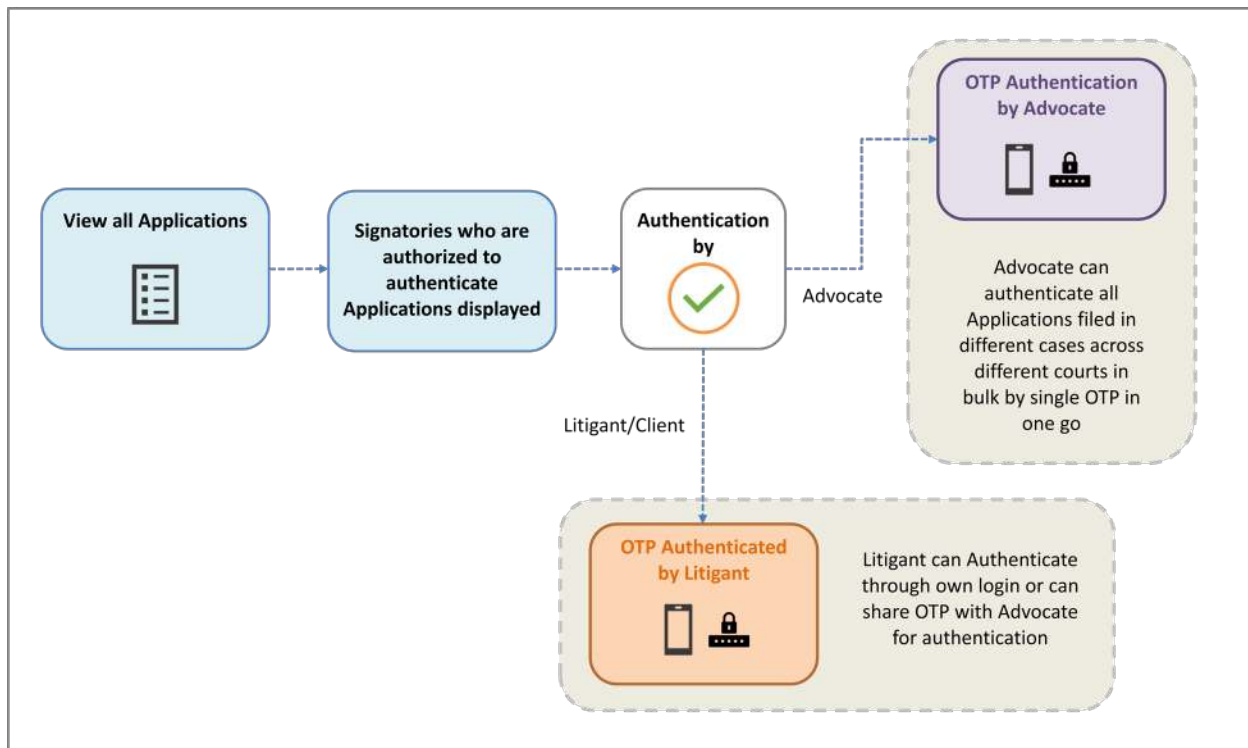 View all Applications
Signatories who are
authorized to
authenticate
Applications displayed
Authentication
by
Advocate
OTP Authentication
by Advocate
Advocate can
authenticate all
Applications filed in
different cases across
different courts in
bulk by single OTP in
one go
Litigant/Client
OTP Authenticated
by Litigant
Litigant can Authenticate
through own login or can
share OTP with Advocate
for authentication